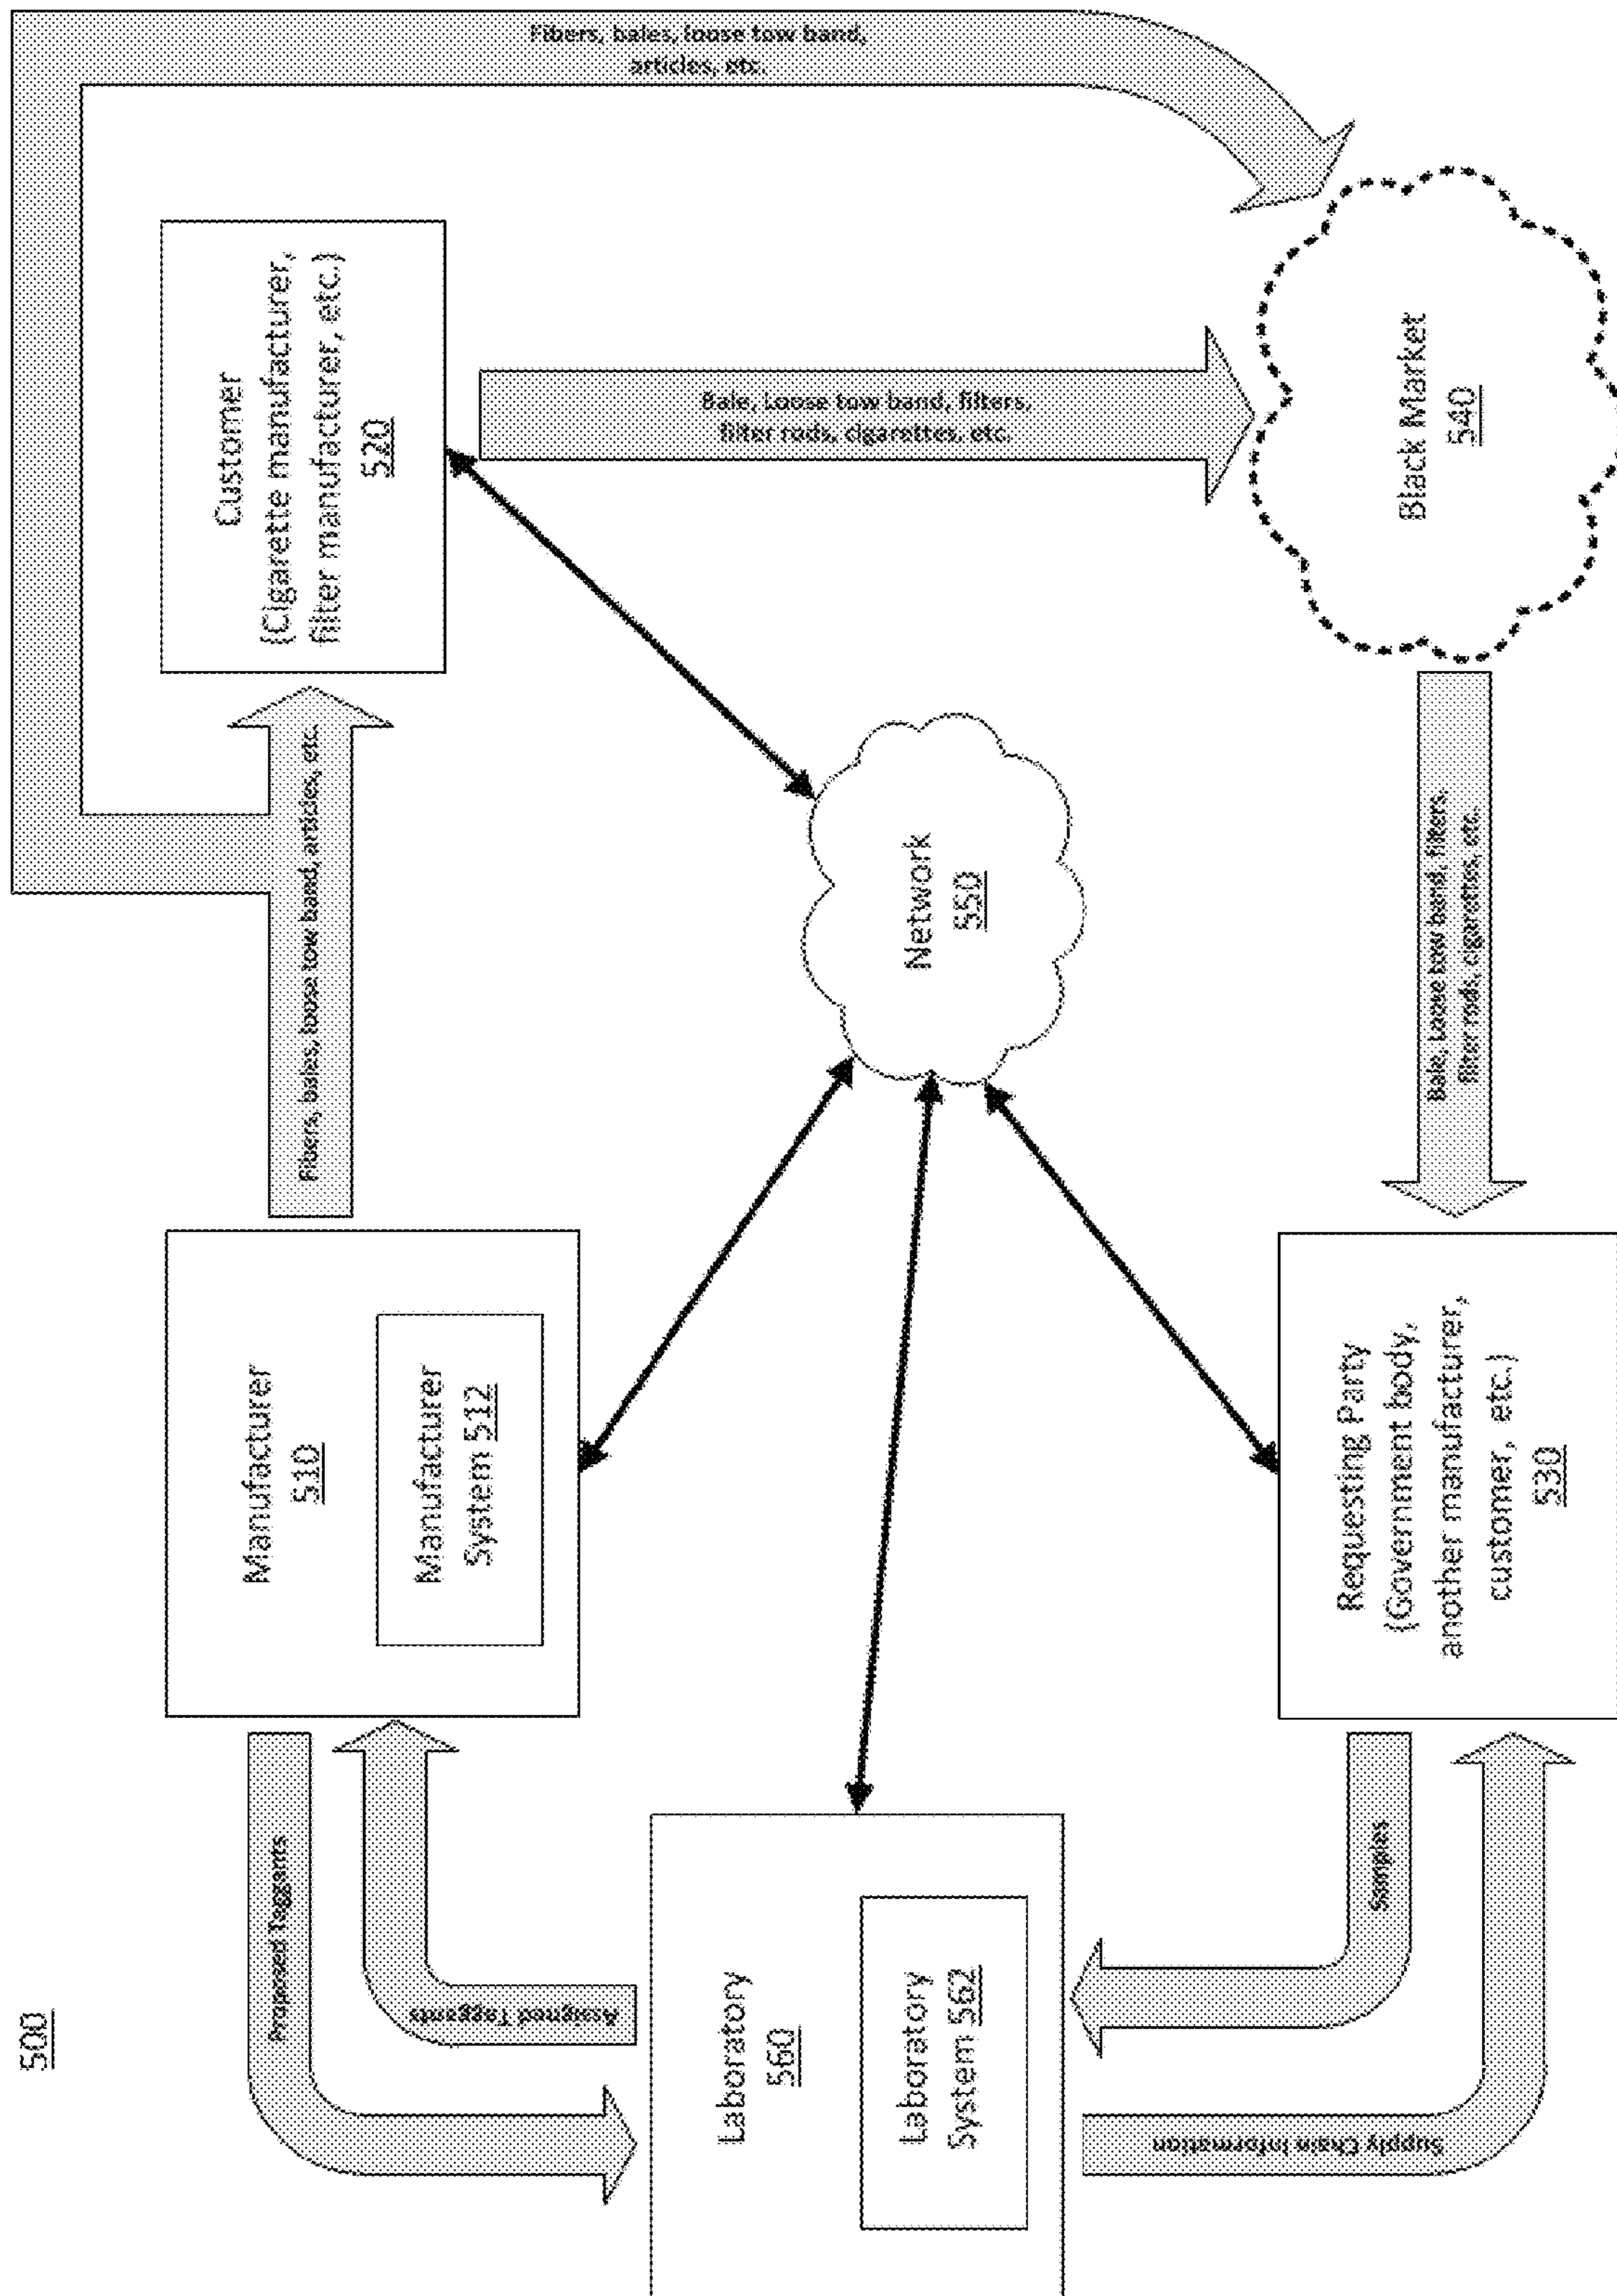 500
Manufacturer
510
Manufacturer
System 512
Fibers, bales, loose tow band, articles, etc.
Fibers, bales, loose tow band,
articles, etc.
Customer
(Cigarette manufacturer,
filter manufacturer, etc.)
520
Bale, Loose tow band, filters,
filter rods, cigarettes, etc.
Black Market
540
Bale, Loose tow band, filters,
filter rods, cigarettes, etc.
Network
550
Requesting Party
(Government body,
another manufacturer,
customer, etc.)
530
Proposed Taggants
Assigned Taggants
Laboratory
560
Laboratory
System 562
Samples
Supply Chain Information